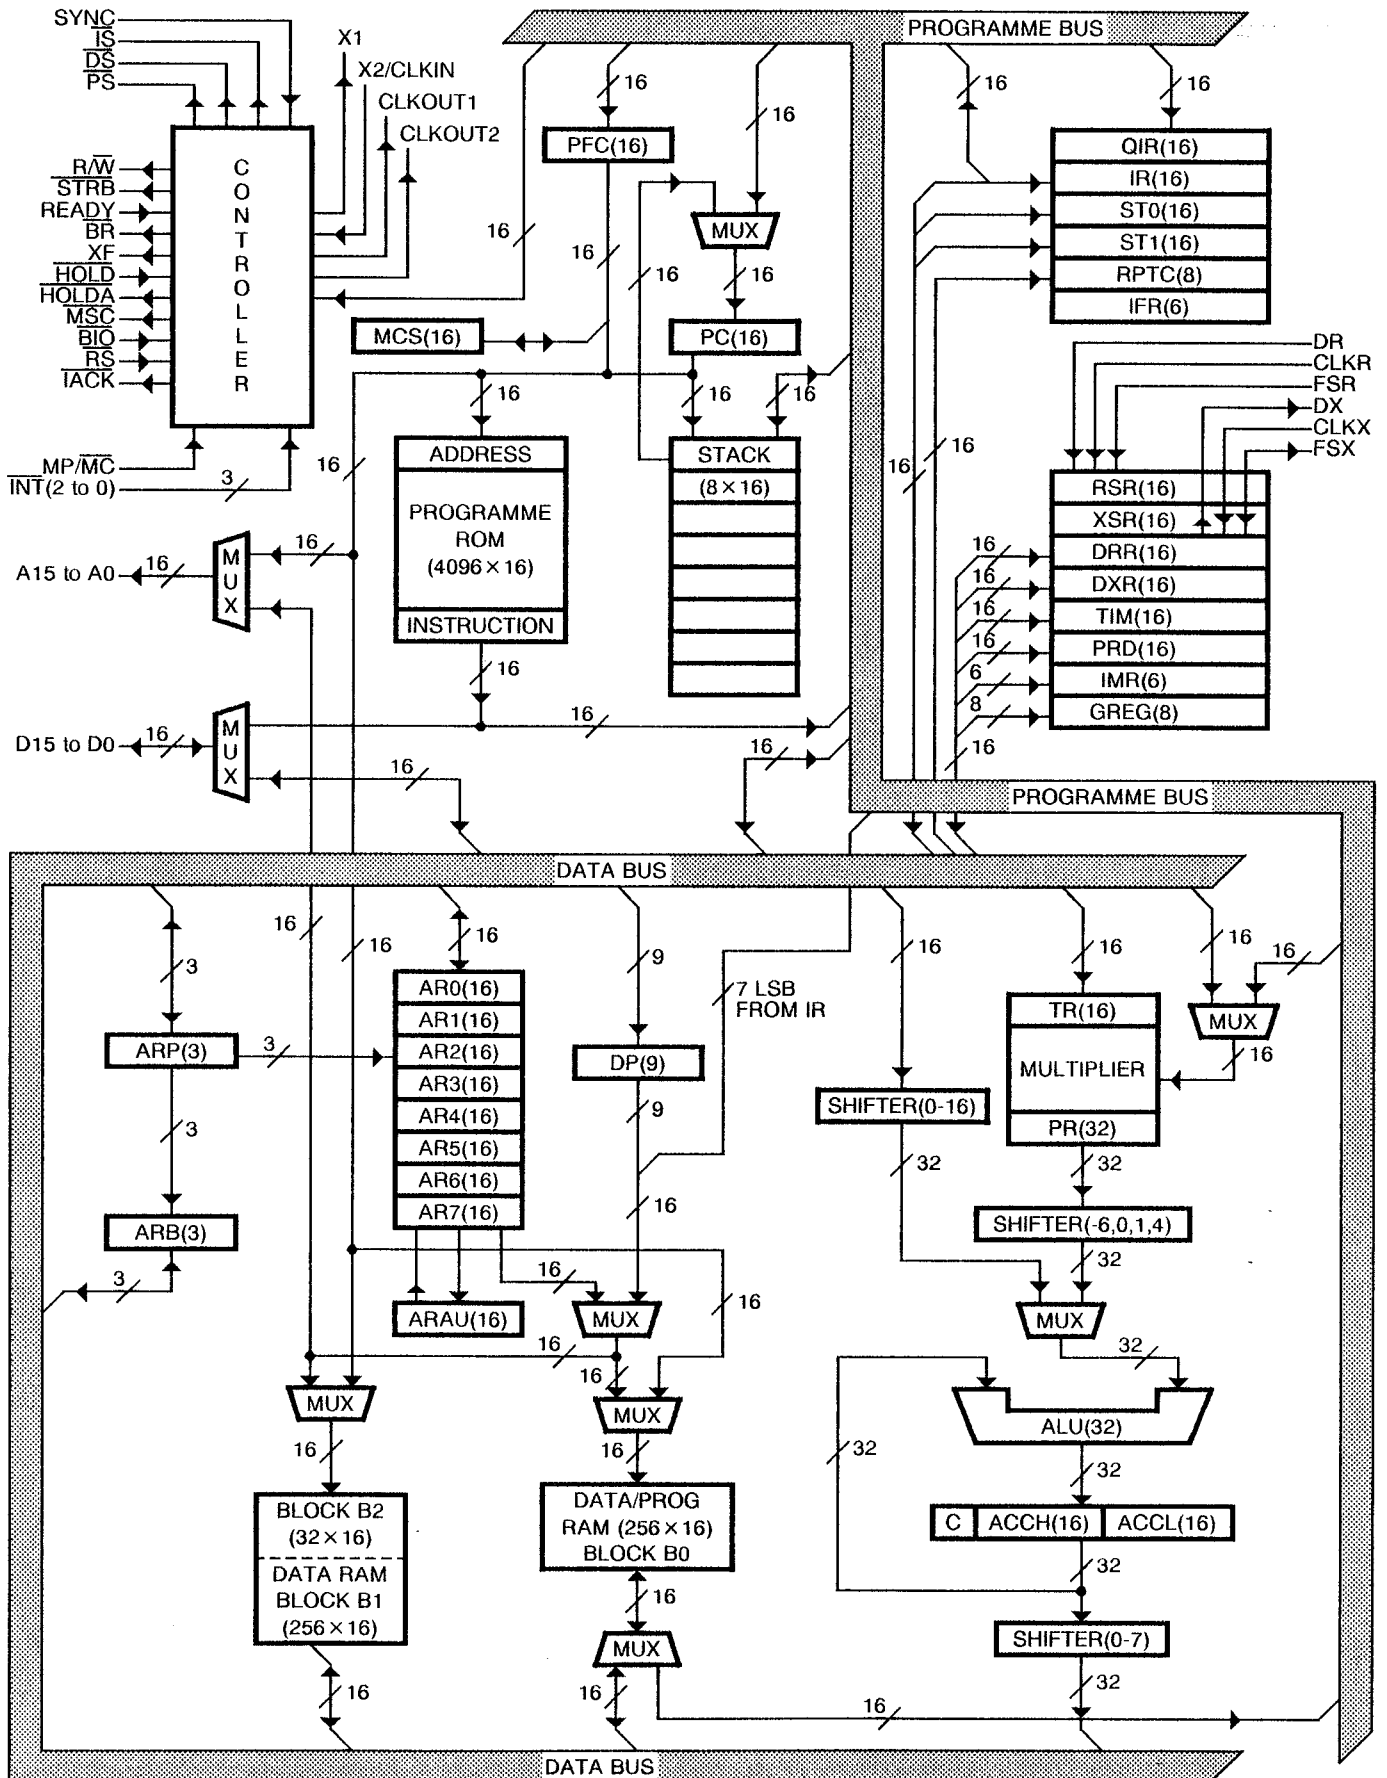 SYNC
IS
DS
PS
X1
X2/CLKIN
CLKOUT1
CLKOUT2
R/W
STRB
READY
BR
XF
HOLD
HOLDA
MSC
BIO
RS
IACK
CONTROLLER
MP/MC
INT(2 to 0)
3
PROGRAMME BUS
16
16
16
16
PFC(16)
16
16
16
MUX
16
16
MCS(16)
PC(16)
16
16
16
16
ADDRESS
PROGRAMME
ROM
(4096×16)
INSTRUCTION
16
STACK
(8×16)
QIR(16)
IR(16)
ST0(16)
ST1(16)
RPTC(8)
IFR(6)
DR
CLKR
FSR
DX
CLKX
FSX
16
16
RSR(16)
XSR(16)
16
DRR(16)
16
DXR(16)
16
TIM(16)
16
PRD(16)
6
IMR(6)
8
GREG(8)
16
A15 to A0
16
MUX
16
D15 to D0
16
MUX
16
16
16
PROGRAMME BUS
DATA BUS
3
16
16
16
9
7 LSB
FROM IR
16
16
16
16
ARP(3)
3
AR0(16)
AR1(16)
AR2(16)
AR3(16)
AR4(16)
AR5(16)
AR6(16)
AR7(16)
DP(9)
9
16
SHIFTER(0-16)
32
TR(16)
MULTIPLIER
PR(32)
MUX
16
32
SHIFTER(-6,0,1,4)
32
3
ARB(3)
3
ARAU(16)
16
MUX
16
16
16
MUX
32
MUX
16
MUX
16
BLOCK B2
(32×16)
DATA RAM
BLOCK B1
(256×16)
16
DATA/PROG
RAM (256×16)
BLOCK B0
16
MUX
16
16
32
ALU(32)
32
C
ACCH(16)
ACCL(16)
32
SHIFTER(0-7)
32
DATA BUS